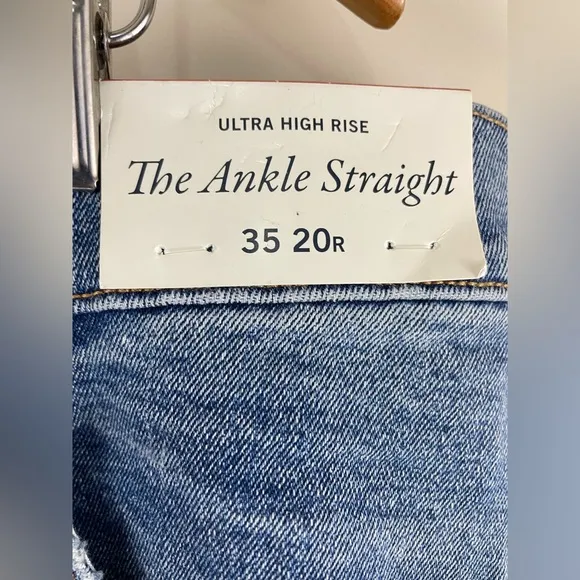 ULTRA HIGH RISE
The Ankle Straight
35 20R